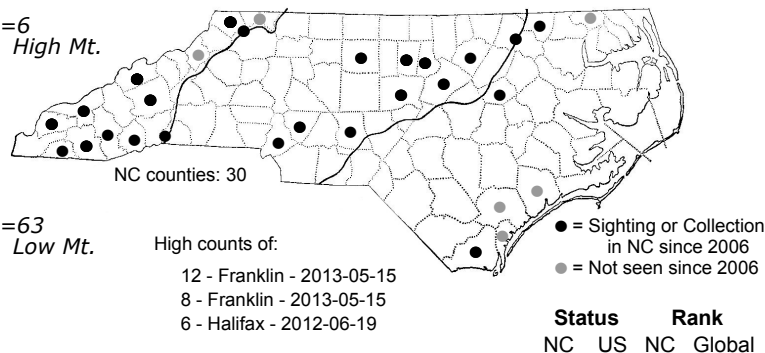 =6
High Mt.
NC counties: 30
=63
Low Mt.
High counts of:
12 - Franklin - 2013-05-15
8 - Franklin - 2013-05-15
6 - Halifax - 2012-06-19
= Sighting or Collection
in NC since 2006
= Not seen since 2006
Status Rank
NC US NC Global